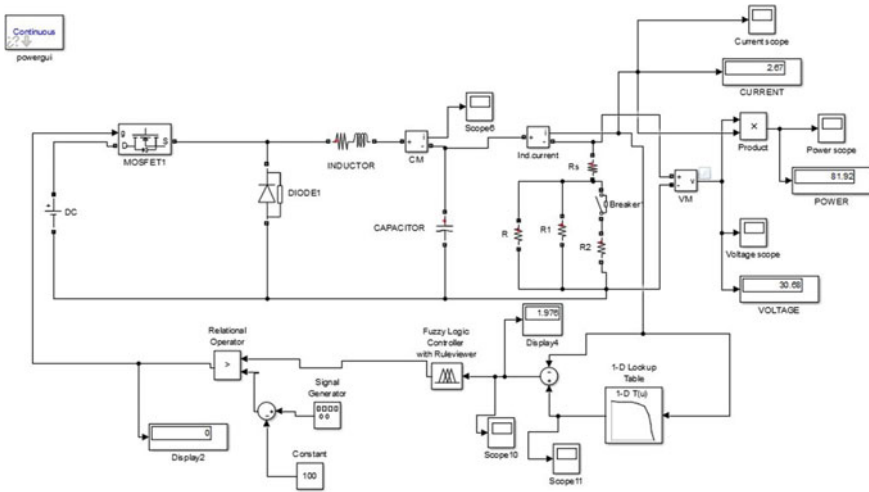 Continuous
powergui
g
D
S
MOSFET1
DC
DIODE1
INDUCTOR
+
i
-
CM
Scope6
CAPACITOR
+
i
-
Ind.current
Rs
R
R1
Breaker1
R2
Current scope
2.67
CURRENT
×
Product
Power scope
81.92
POWER
+
v
-
VM
Voltage scope
30.68
VOLTAGE
Relational
Operator
>
Signal
Generator
Constant
100
0
Display2
Fuzzy Logic
Controller
with Ruleviewer
1.976
Display4
Scope10
Scope11
1-D Lookup
Table
1-D T(u)